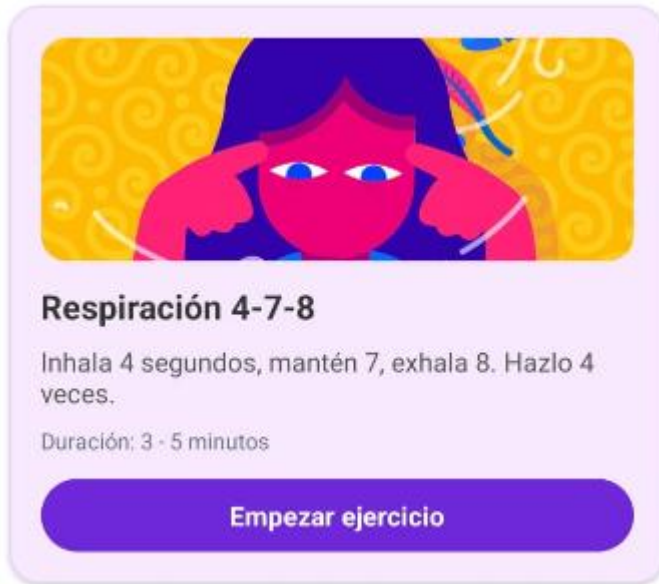 Respiración 4-7-8
Inhala 4 segundos, mantén 7, exhala 8. Hazlo 4
veces.
Duración: 3 - 5 minutos
Empezar ejercicio